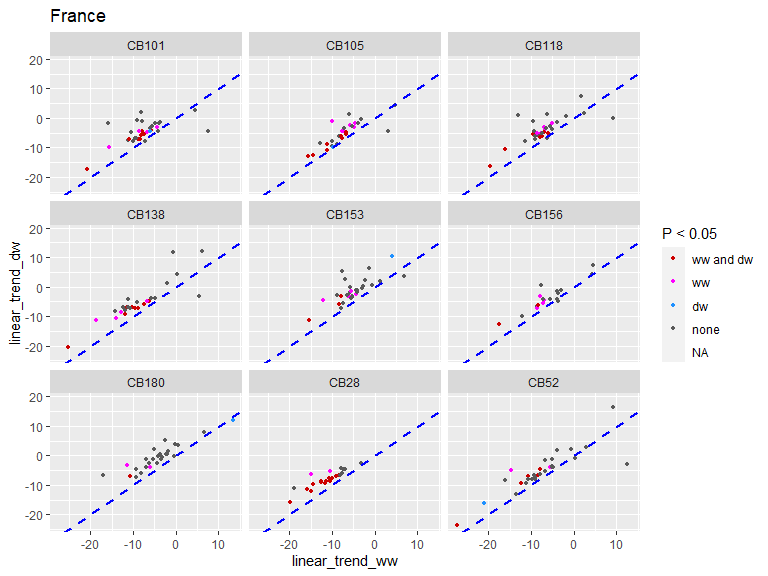 France
CB101 CB105 CB118
20
10
0
-10
-20
CB138 CB153 CB156
20
10
0
-10
-20
CB180 CB28 CB52
20
10
0
-10
-20
-20 -10 0 10 -20 -10 0 10 -20 -10 0 10
linear_trend_ww
linear_trend_dw
P < 0.05
ww and dw
ww
dw
none
NA